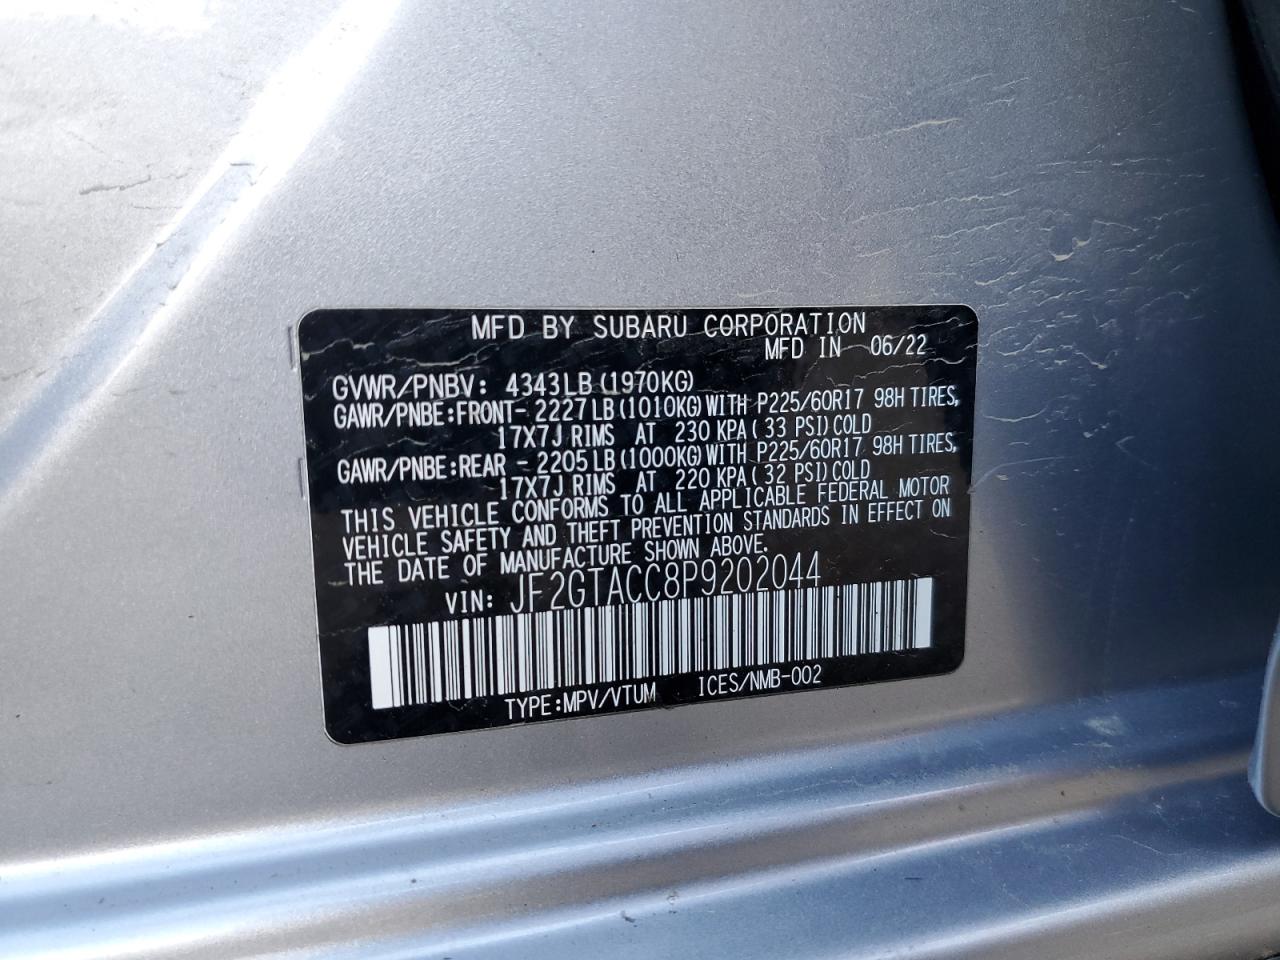 MFD BY SUBARU CORPORATION
MFD IN 06/22
GVWR/PNBV: 4343LB (1970KG)
GAWR/PNBE:FRONT- 2227LB (1010KG) WITH P225/60R17 98H TIRES,
17X7J RIMS AT 230 KPA (33 PSI) COLD
GAWR/PNBE:REAR - 2205LB (1000KG) WITH P225/60R17 98H TIRES,
17X7J RIMS AT 220 KPA (32 PSI) COLD
THIS VEHICLE CONFORMS TO ALL APPLICABLE FEDERAL MOTOR
VEHICLE SAFETY AND THEFT PREVENTION STANDARDS IN EFFECT ON
THE DATE OF MANUFACTURE SHOWN ABOVE.
VIN: JF2GTACC8P9202044
TYPE:MPV/VTUM ICES/NMB-002